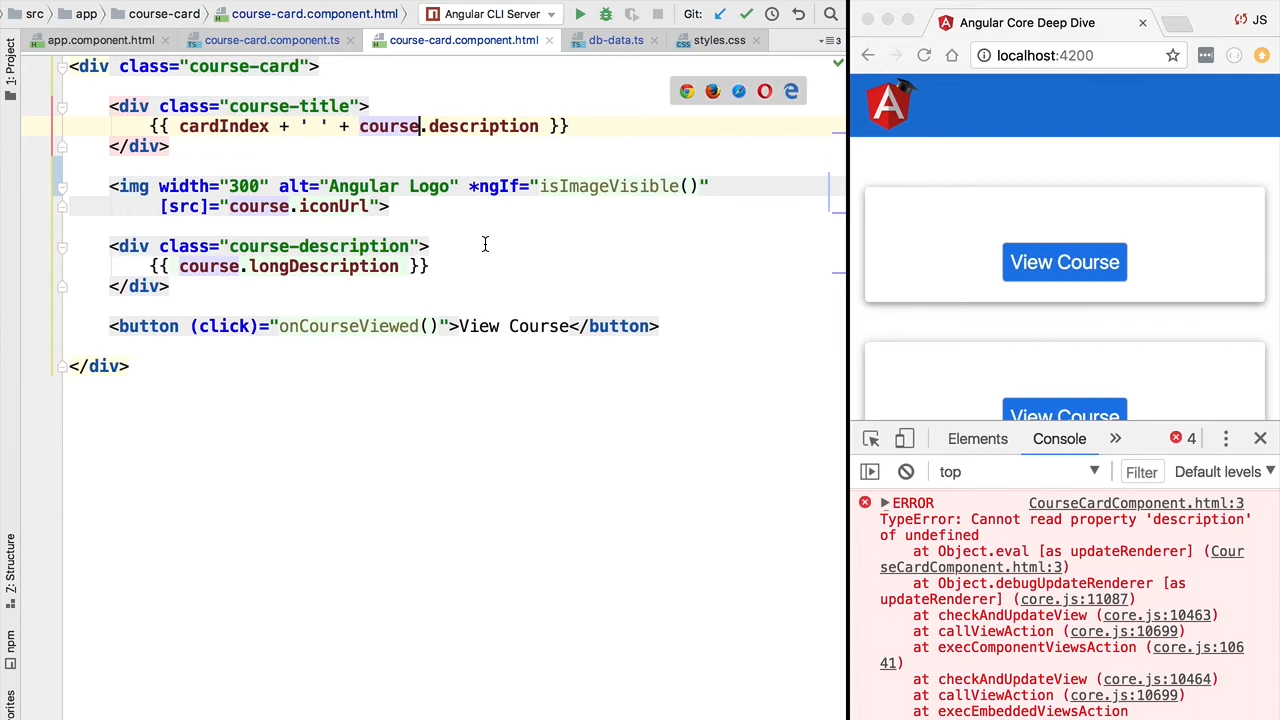 src
app
course-card
course-card.component.html
Angular CLI Server
Git:
app.component.html
course-card.component.ts
course-card.component.html
db-data.ts
styles.css
1: Project
Z: Structure
npm
<div class="course-card">
<div class="course-title">
{{ cardIndex + ' ' + course.description }}
</div>
<img width="300" alt="Angular Logo" *ngIf="isImageVisible()"
[src]="course.iconUrl">
<div class="course-description">
{{ course.longDescription }}
</div>
<button (click)="onCourseViewed()">View Course</button>
</div>
Angular Core Deep Dive
JS
localhost:4200
A
View Course
View Course
Elements
Console
4
top
Filter
Default levels
ERROR CourseCardComponent.html:3
TypeError: Cannot read property 'description'
of undefined
at Object.eval [as updateRenderer] (Cour
seCardComponent.html:3)
at Object.debugUpdateRenderer [as
updateRenderer] (core.js:11087)
at checkAndUpdateView (core.js:10463)
at callViewAction (core.js:10699)
at execComponentViewsAction (core.js:106
41)
at checkAndUpdateView (core.js:10464)
at callViewAction (core.js:10699)
at execEmbeddedViewsAction